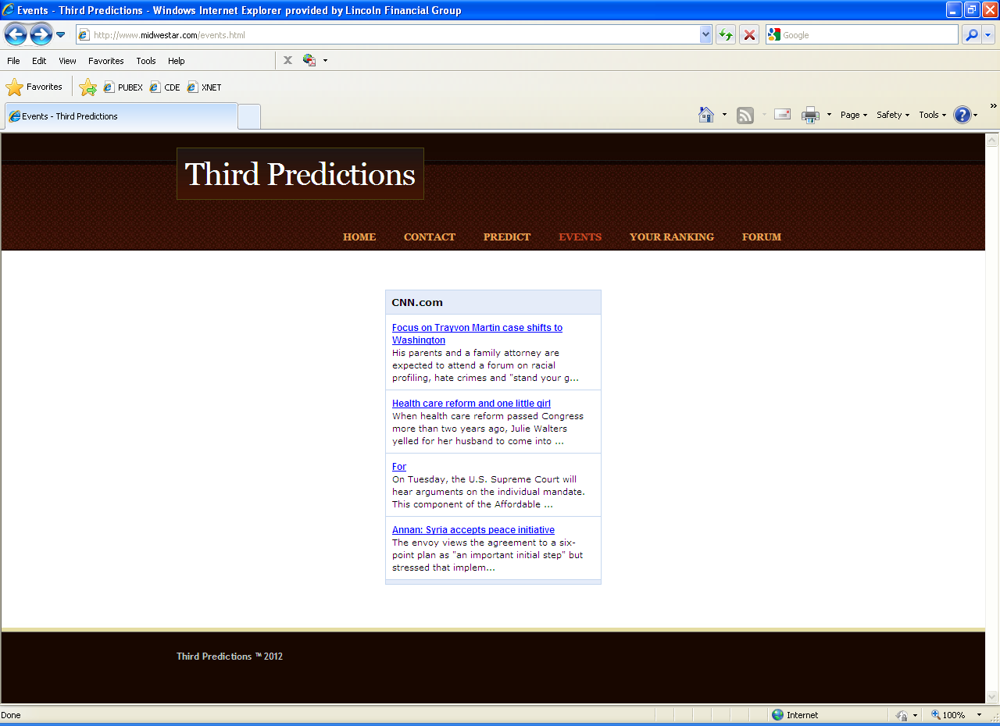 Events - Third Predictions - Windows Internet Explorer provided by Lincoln Financial Group
http://www.midwestar.com/events.html
Google
File Edit View Favorites Tools Help
Favorites PUBEX CDE XNET
Events - Third Predictions
Page Safety Tools
Third Predictions
HOME CONTACT PREDICT EVENTS YOUR RANKING FORUM
CNN.com
Focus on Trayvon Martin case shifts to
Washington
His parents and a family attorney are
expected to attend a forum on racial
profiling, hate crimes and "stand your g...
Health care reform and one little girl
When health care reform passed Congress
more than two years ago, Julie Walters
yelled for her husband to come into ...
For
On Tuesday, the U.S. Supreme Court will
hear arguments on the individual mandate.
This component of the Affordable ...
Annan: Syria accepts peace initiative
The envoy views the agreement to a six-
point plan as "an important initial step" but
stressed that implem...
Third Predictions ™ 2012
Done
Internet
100%